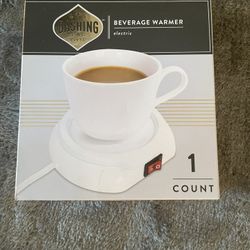 DASHING
BEVERAGE WARMER
electric
1
COUNT